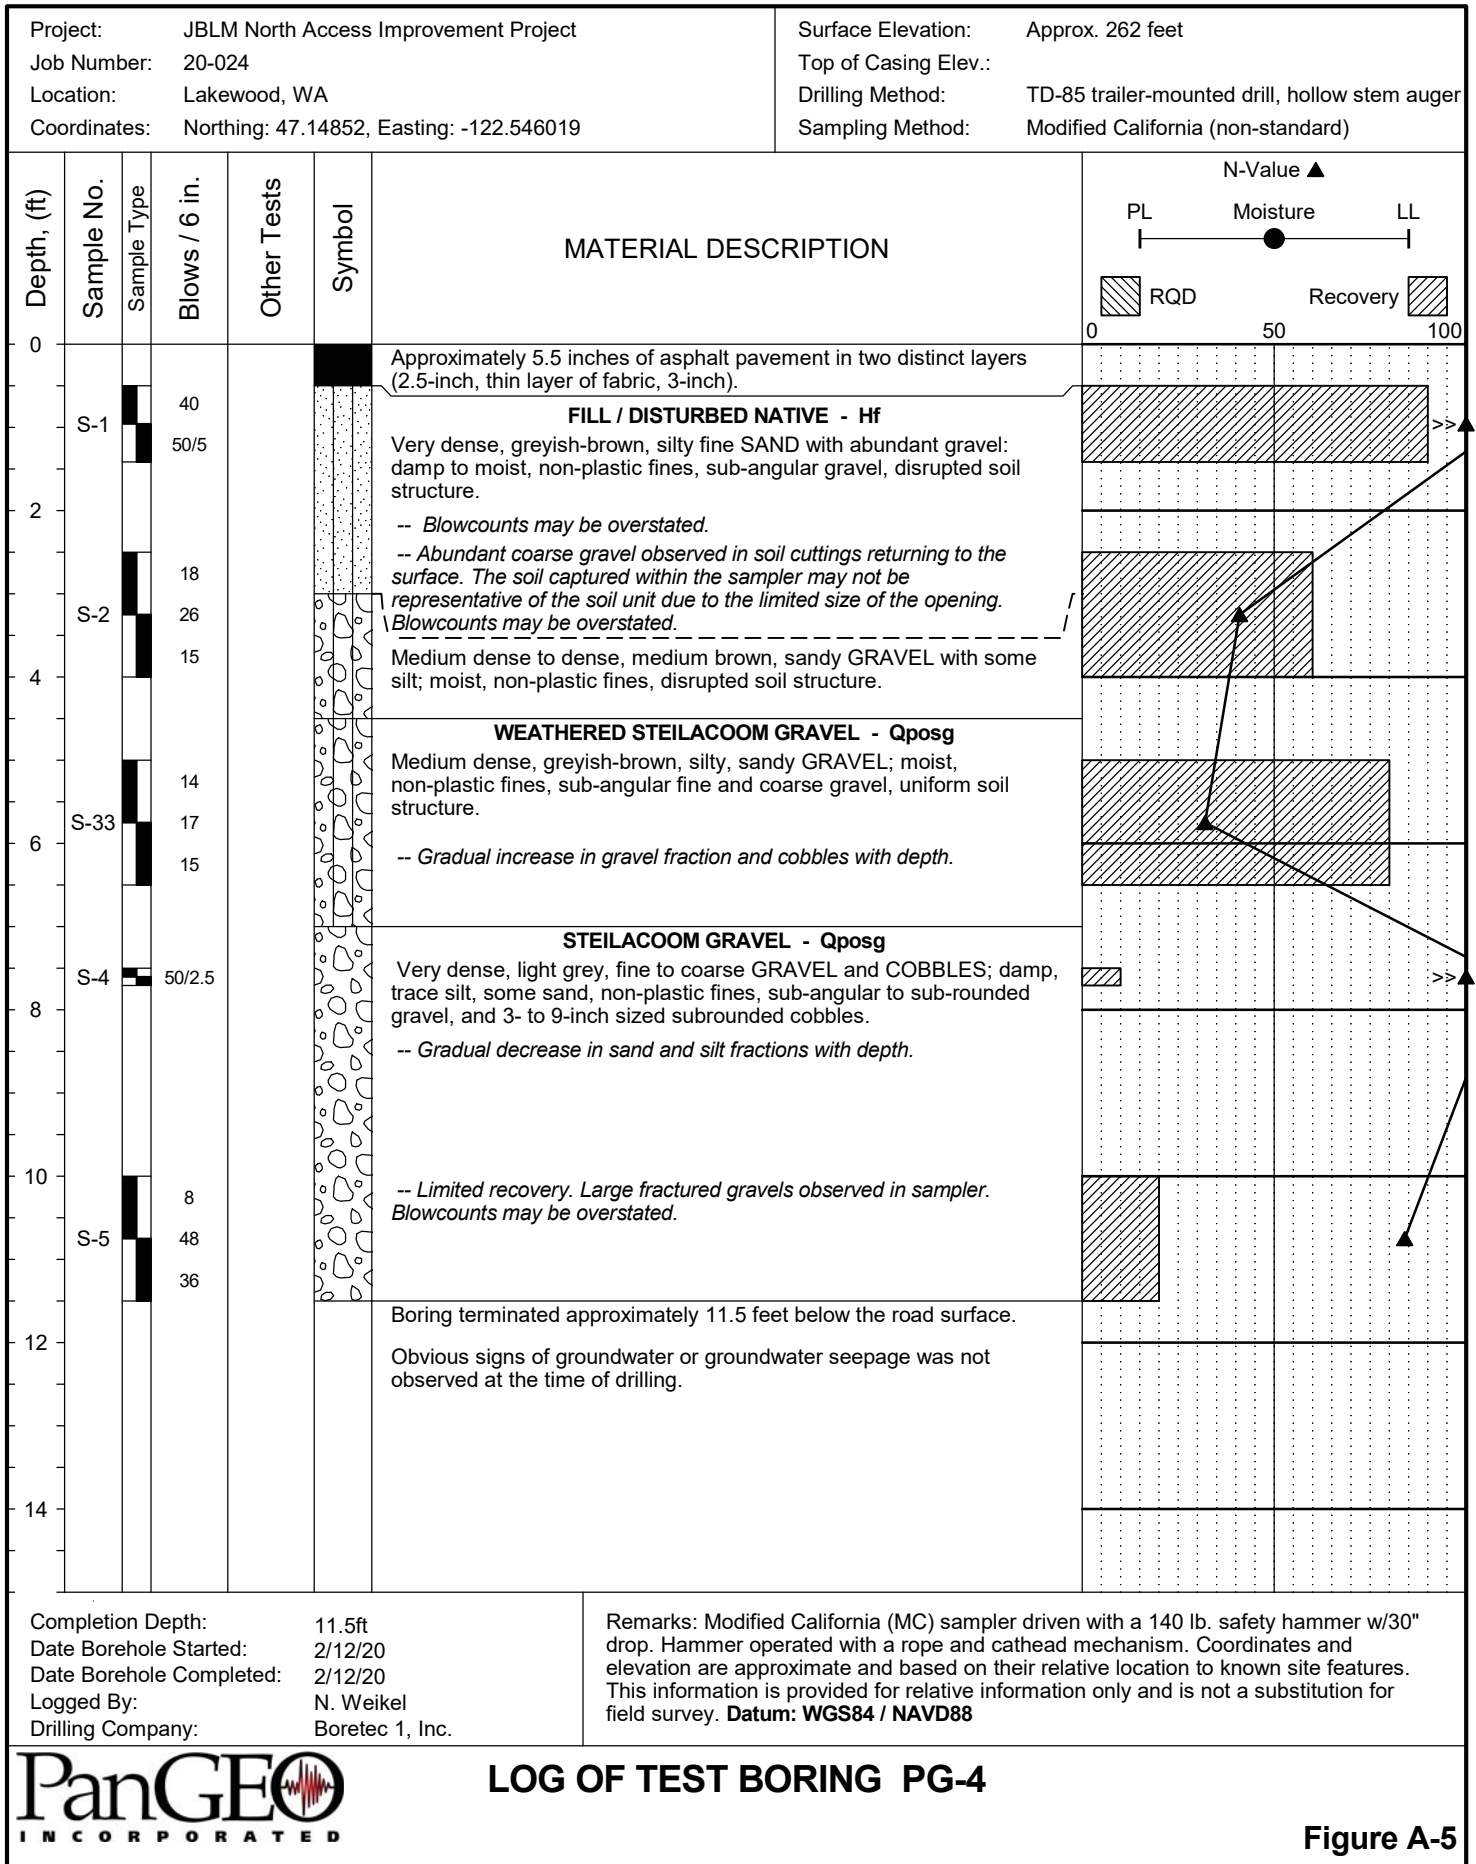 Project: JBLM North Access Improvement Project
Job Number: 20-024
Location: Lakewood, WA
Coordinates: Northing: 47.14852, Easting: -122.546019
Surface Elevation: Approx. 262 feet
Top of Casing Elev.:
Drilling Method: TD-85 trailer-mounted drill, hollow stem auger
Sampling Method: Modified California (non-standard)
Depth, (ft)
Sample No.
Sample Type
Blows / 6 in.
Other Tests
Symbol
MATERIAL DESCRIPTION
N-Value ▲
PL Moisture LL
RQD Recovery
0 50 100
0
Approximately 5.5 inches of asphalt pavement in two distinct layers
(2.5-inch, thin layer of fabric, 3-inch).
S-1
40
50/5
FILL / DISTURBED NATIVE - Hf
Very dense, greyish-brown, silty fine SAND with abundant gravel:
damp to moist, non-plastic fines, sub-angular gravel, disrupted soil
structure.
>>
2
-- Blowcounts may be overstated.
-- Abundant coarse gravel observed in soil cuttings returning to the
surface. The soil captured within the sampler may not be
representative of the soil unit due to the limited size of the opening.
Blowcounts may be overstated.
S-2
18
26
15
4
Medium dense to dense, medium brown, sandy GRAVEL with some
silt; moist, non-plastic fines, disrupted soil structure.
WEATHERED STEILACOOM GRAVEL - Qposg
Medium dense, greyish-brown, silty, sandy GRAVEL; moist,
non-plastic fines, sub-angular fine and coarse gravel, uniform soil
structure.
S-33
14
17
15
6
-- Gradual increase in gravel fraction and cobbles with depth.
STEILACOOM GRAVEL - Qposg
S-4
50/2.5
Very dense, light grey, fine to coarse GRAVEL and COBBLES; damp,
trace silt, some sand, non-plastic fines, sub-angular to sub-rounded
gravel, and 3- to 9-inch sized subrounded cobbles.
>>
8
-- Gradual decrease in sand and silt fractions with depth.
10
-- Limited recovery. Large fractured gravels observed in sampler.
Blowcounts may be overstated.
S-5
8
48
36
Boring terminated approximately 11.5 feet below the road surface.
12
Obvious signs of groundwater or groundwater seepage was not
observed at the time of drilling.
14
Completion Depth: 11.5ft
Date Borehole Started: 2/12/20
Date Borehole Completed: 2/12/20
Logged By: N. Weikel
Drilling Company: Boretec 1, Inc.
Remarks: Modified California (MC) sampler driven with a 140 lb. safety hammer w/30"
drop. Hammer operated with a rope and cathead mechanism. Coordinates and
elevation are approximate and based on their relative location to known site features.
This information is provided for relative information only and is not a substitution for
field survey. Datum: WGS84 / NAVD88
PanGEO
INCORPORATED
LOG OF TEST BORING PG-4
Figure A-5